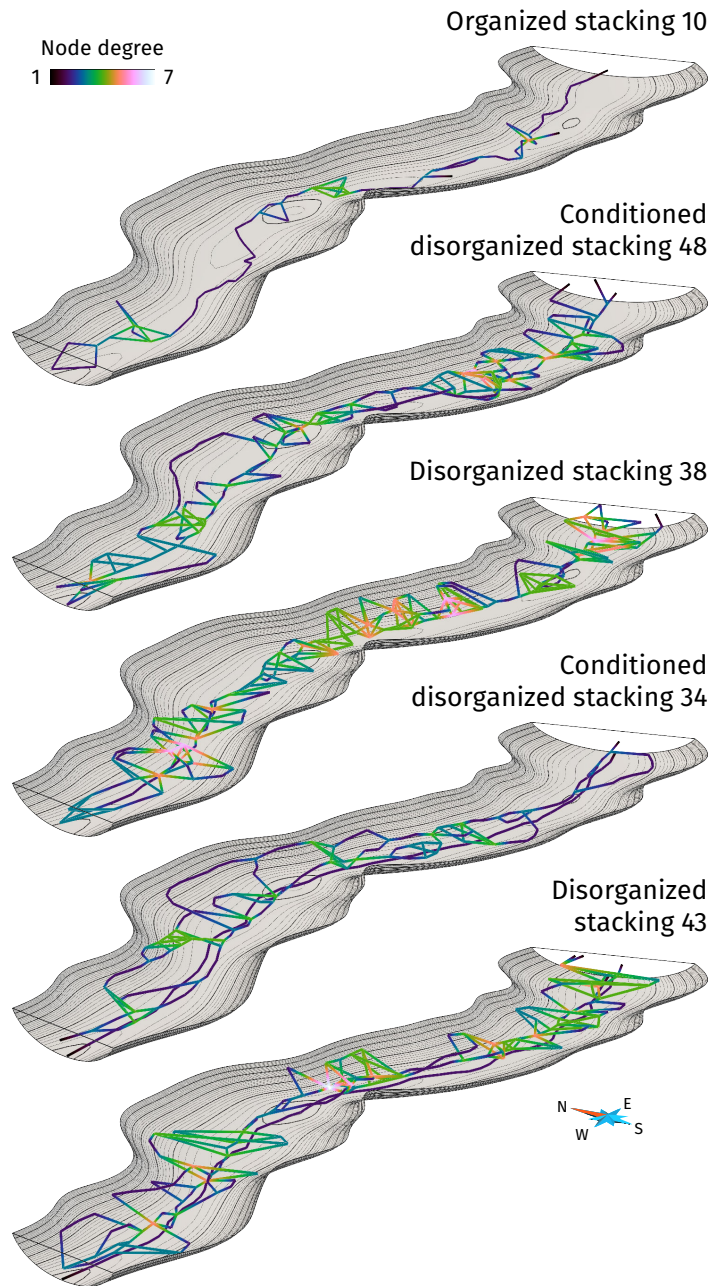 Organized stacking 10
Node degree
1 7
Conditioned
disorganized stacking 48
Disorganized stacking 38
Conditioned
disorganized stacking 34
Disorganized
stacking 43
N E
W S